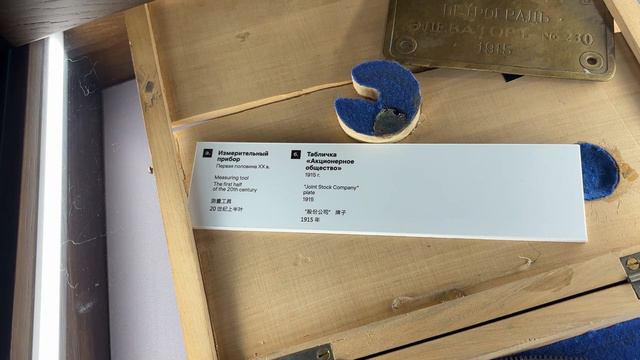 ПЕТРОГРАДЪ
ЭЛЕВАТОРЪ № 230
1915
Измерительный
прибор
Первая половина XX в.
Measuring tool
The first half
of the 20th century
测量工具
20 世纪上半叶
Табличка
«Акционерное
общество»
1915 г.
"Joint Stock Company"
plate
1915
"股份公司" 牌子
1915 年